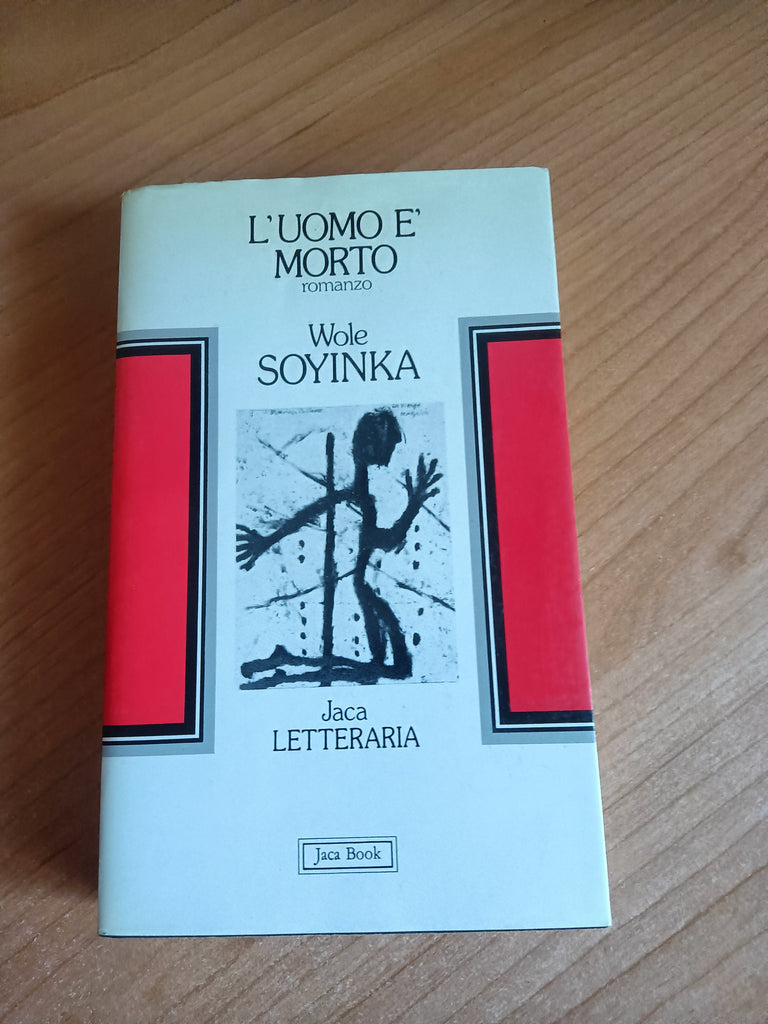 L'UOMO E'
MORTO
romanzo
Wole
SOYINKA
Jaca
LETTERARIA
Jaca Book